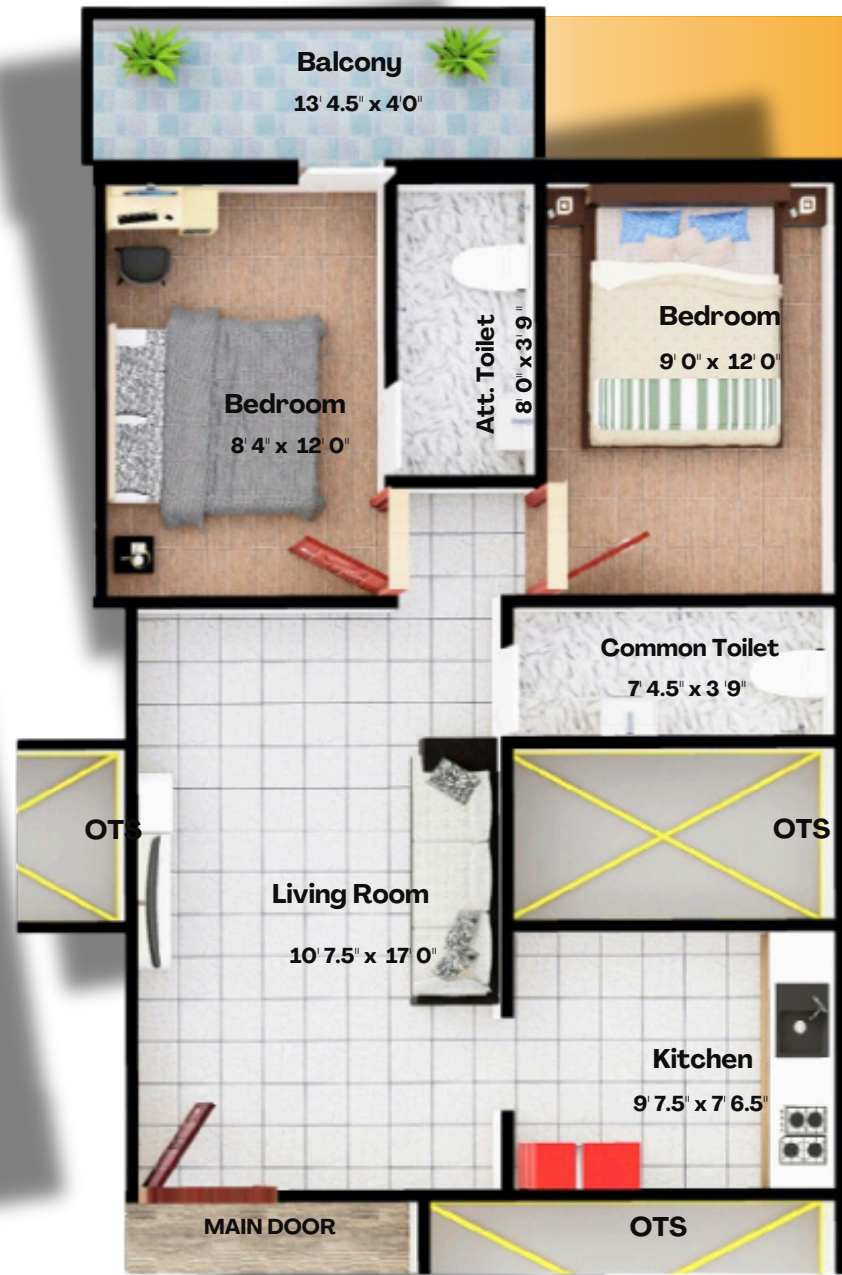 Balcony
13' 4.5" x 4'0"
Bedroom
9' 0" x 12' 0"
Att. Toilet
8' 0" x 3' 9"
Bedroom
8' 4" x 12' 0"
Common Toilet
7' 4.5" x 3' 9"
OTS
OTS
Living Room
10' 7.5" x 17' 0"
Kitchen
9' 7.5" x 7' 6.5"
MAIN DOOR
OTS